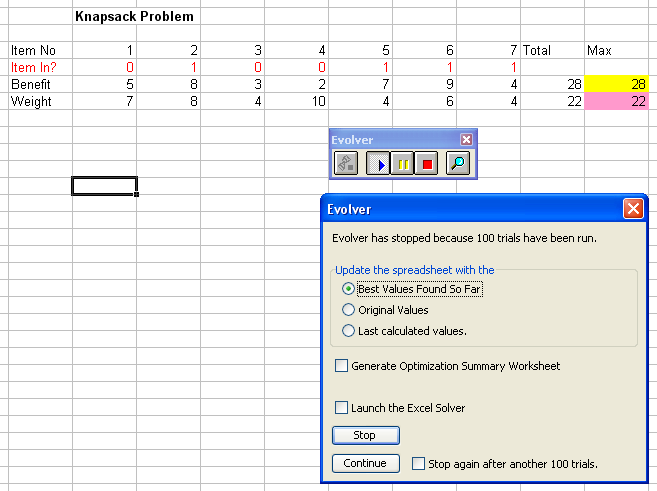 Knapsack Problem
Item No 1 2 3 4 5 6 7 Total Max
Item In? 0 1 0 0 1 1 1
Benefit 5 8 3 2 7 9 4 28 28
Weight 7 8 4 10 4 6 4 22 22
Evolver
Evolver
Evolver has stopped because 100 trials have been run.
Update the spreadsheet with the
Best Values Found So Far
Original Values
Last calculated values.
Generate Optimization Summary Worksheet
Launch the Excel Solver
Stop
Continue Stop again after another 100 trials.